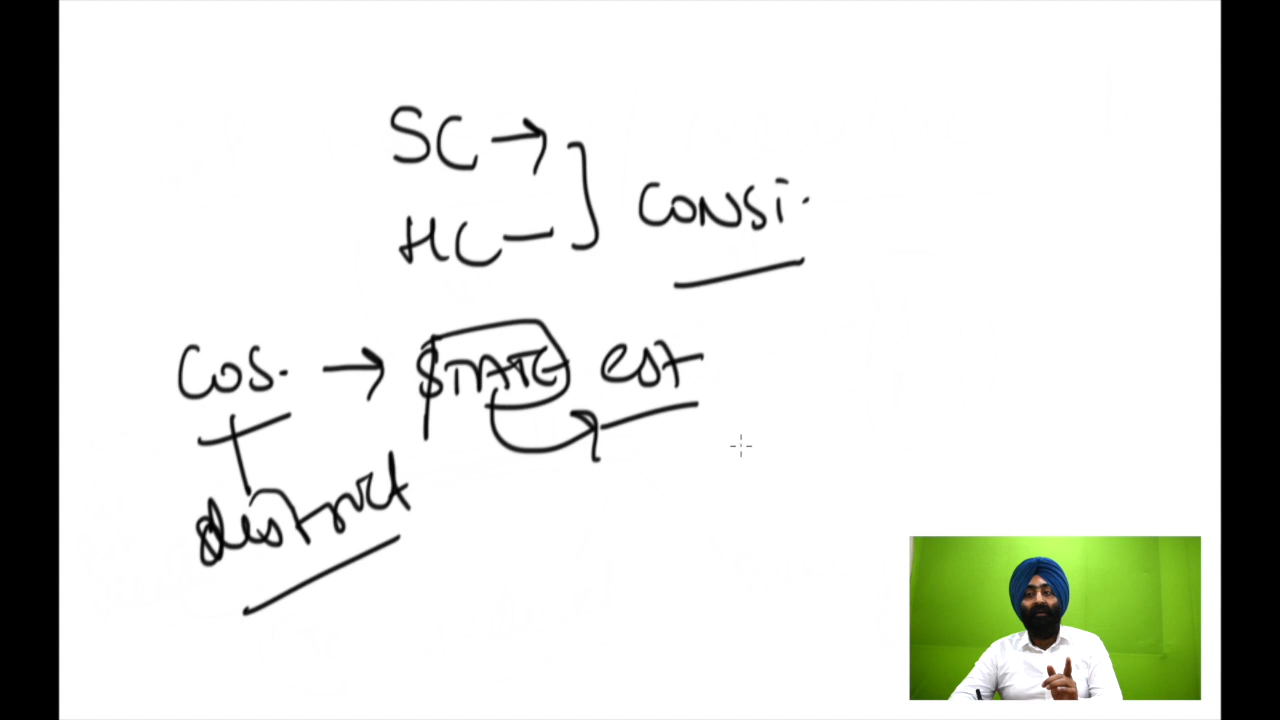 SC →
HC —
CONSI.
COS. → STATE est
district